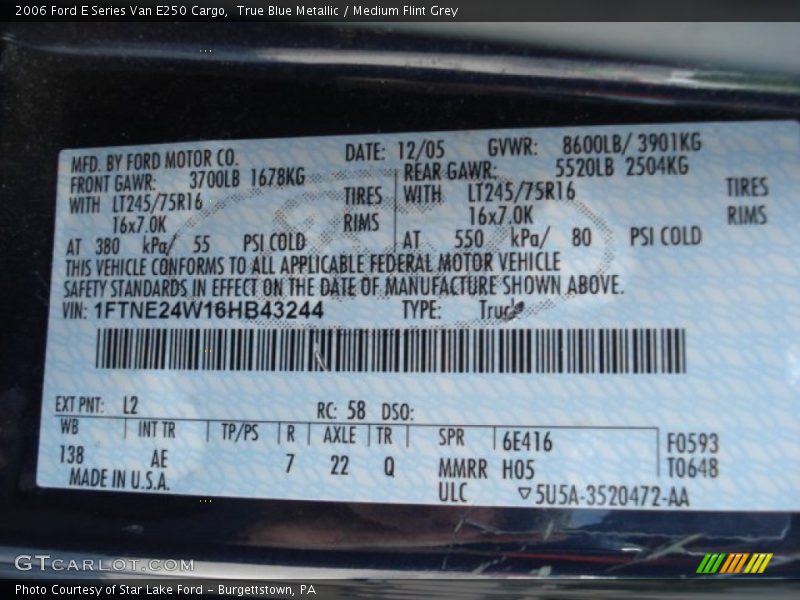 2006 Ford E Series Van E250 Cargo, True Blue Metallic / Medium Flint Grey
MFD. BY FORD MOTOR CO. DATE: 12/05 GVWR: 8600LB/ 3901KG
FRONT GAWR: 3700LB 1678KG REAR GAWR: 5520LB 2504KG
WITH LT245/75R16 TIRES WITH LT245/75R16 TIRES
16x7.0K RIMS 16x7.0K RIMS
AT 380 kPa/ 55 PSI COLD AT 550 kPa/ 80 PSI COLD
THIS VEHICLE CONFORMS TO ALL APPLICABLE FEDERAL MOTOR VEHICLE
SAFETY STANDARDS IN EFFECT ON THE DATE OF MANUFACTURE SHOWN ABOVE.
VIN: 1FTNE24W16HB43244 TYPE: Truck
EXT PNT: L2 RC: 58 DSO:
WB INT TR TP/PS R AXLE TR SPR 6E416 F0593
138 AE 7 22 Q MMRR H05 T0648
MADE IN U.S.A. ULC 5U5A-3520472-AA
GTCARLOT.COM
Photo Courtesy of Star Lake Ford - Burgettstown, PA